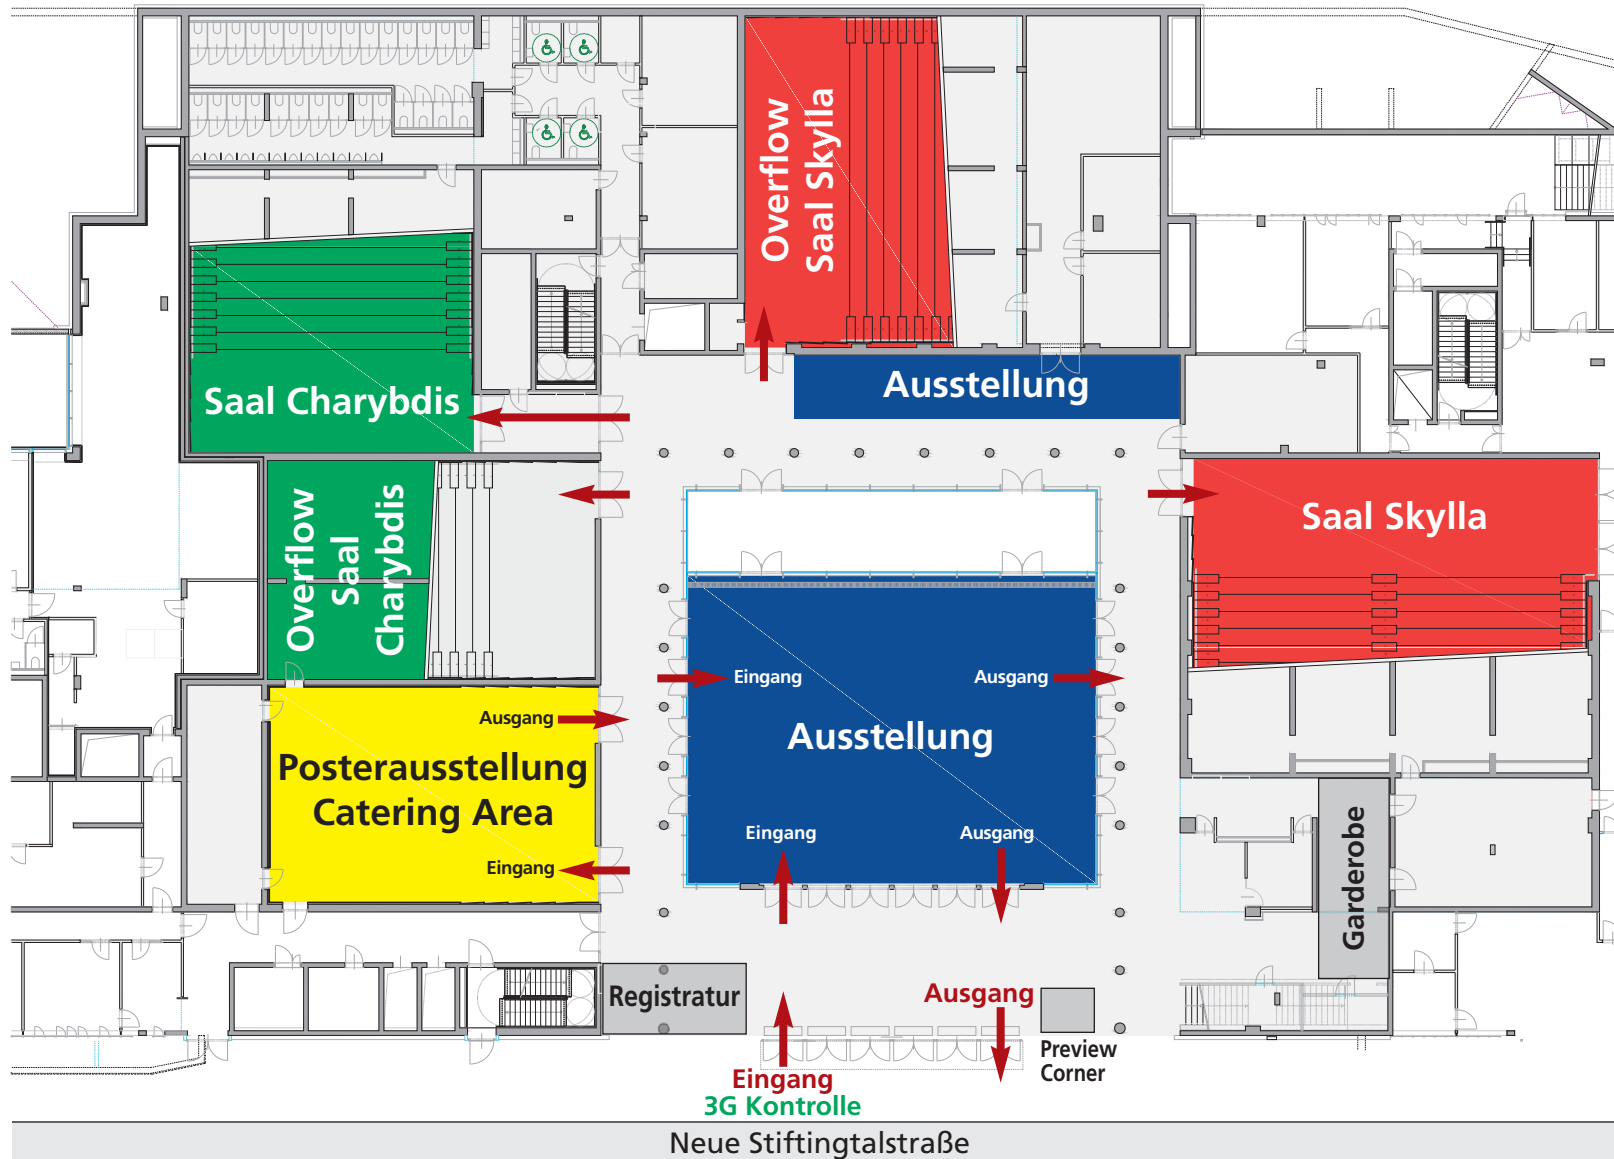 Overflow
Saal Skylla
Ausstellung
Saal Charybdis
Overflow
Saal
Charybdis
Saal Skylla
Eingang
Ausgang
Ausgang
Ausstellung
Posterausstellung
Catering Area
Eingang
Ausgang
Eingang
Garderobe
Registratur
Ausgang
Preview
Corner
Eingang
3G Kontrolle
Neue Stiftingtalstraße